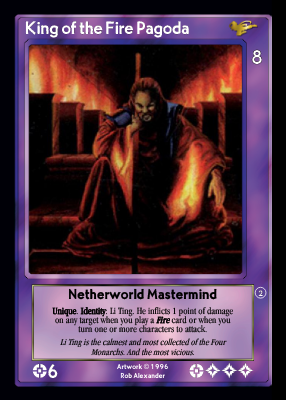 King of the Fire Pagoda
8
Netherworld Mastermind
2
Unique. Identity: Li Ting. He inflicts 1 point of damage
on any target when you play a Fire card or when you
turn one or more characters to attack.
Li Ting is the calmest and most collected of the Four
Monarchs. And the most vicious.
6
Artwork © 1996
Rob Alexander